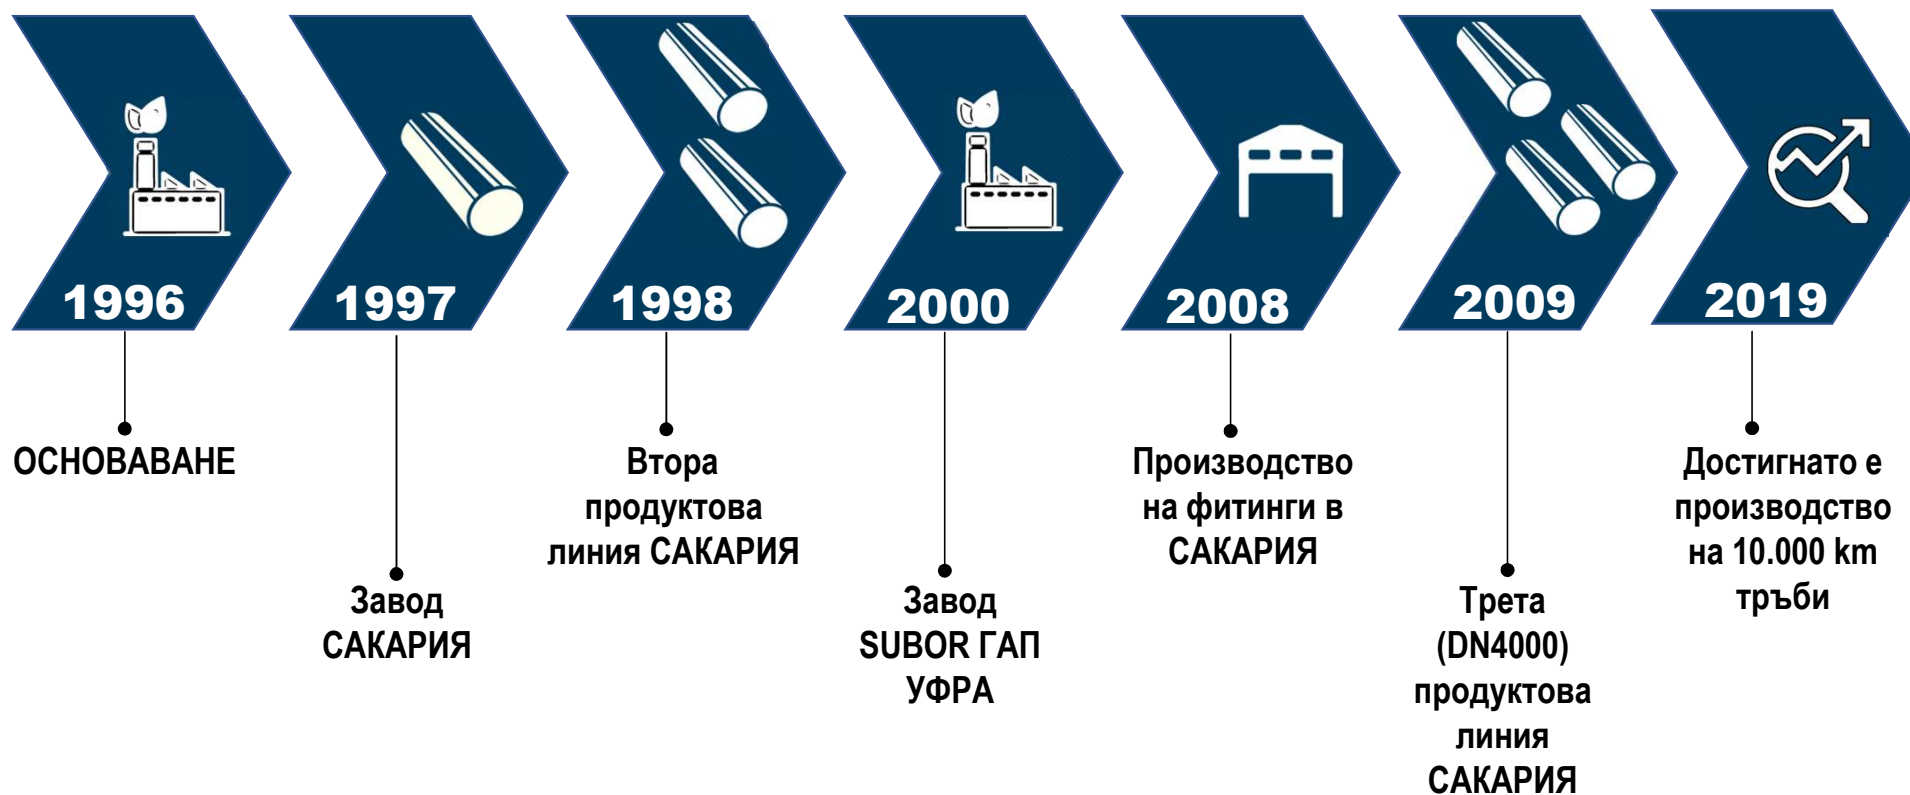 1996
ОСНОВАВАНЕ
1997
Завод
САКАРИЯ
1998
Втора
продуктова
линия САКАРИЯ
2000
Завод
SUBOR ГАП
УФРА
2008
Производство
на фитинги в
САКАРИЯ
2009
Трета
(DN4000)
продуктова
линия
САКАРИЯ
2019
Достигнато е
производство
на 10.000 km
тръби